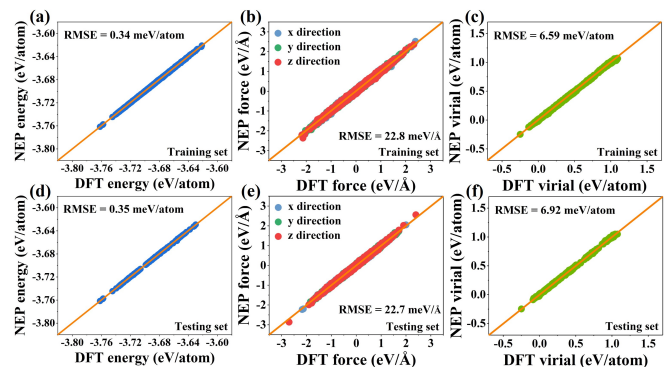 (a)
RMSE = 0.34 meV/atom
Training set
NEP energy (eV/atom)
-3.60
-3.64
-3.68
-3.72
-3.76
-3.80
-3.80 -3.76 -3.72 -3.68 -3.64 -3.60
DFT energy (eV/atom)
(b)
x direction
y direction
z direction
RMSE = 22.8 meV/Å
Training set
NEP force (eV/Å)
3
2
1
0
-1
-2
-3
-3 -2 -1 0 1 2 3
DFT force (eV/Å)
(c)
RMSE = 6.59 meV/atom
Training set
NEP virial (eV/atom)
1.5
1.0
0.5
0.0
-0.5
-0.5 0.0 0.5 1.0 1.5
DFT virial (eV/atom)
(d)
RMSE = 0.35 meV/atom
Testing set
NEP energy (eV/atom)
-3.60
-3.64
-3.68
-3.72
-3.76
-3.80
-3.80 -3.76 -3.72 -3.68 -3.64 -3.60
DFT energy (eV/atom)
(e)
x direction
y direction
z direction
RMSE = 22.7 meV/Å
Testing set
NEP force (eV/Å)
3
2
1
0
-1
-2
-3
-3 -2 -1 0 1 2 3
DFT force (eV/Å)
(f)
RMSE = 6.92 meV/atom
Testing set
NEP virial (eV/atom)
1.5
1.0
0.5
0.0
-0.5
-0.5 0.0 0.5 1.0 1.5
DFT virial (eV/atom)